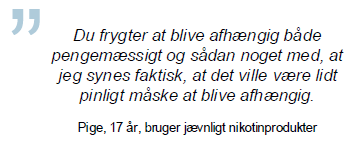 ”
Du frygter at blive afhængig både
pengemæssigt og sådan noget med, at
jeg synes faktisk, at det ville være lidt
pinligt måske at blive afhængig.
Pige, 17 år, bruger jævnligt nikotinprodukter